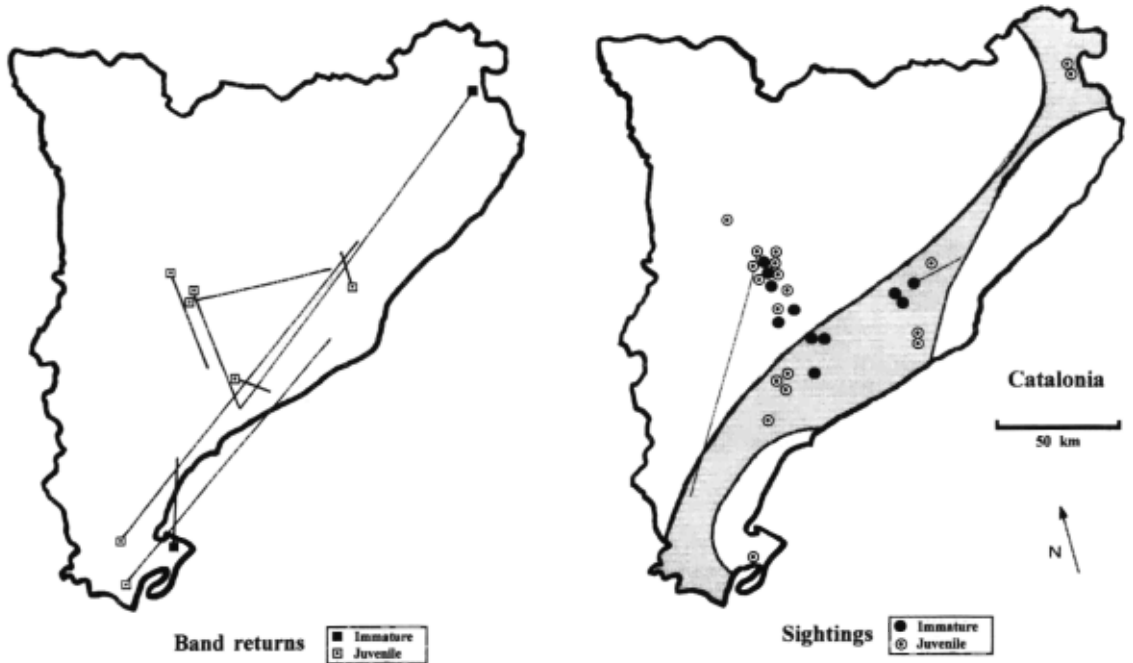 Catalonia
50 km
N
Band returns
Immature
Juvenile
Sightings
Immature
Juvenile